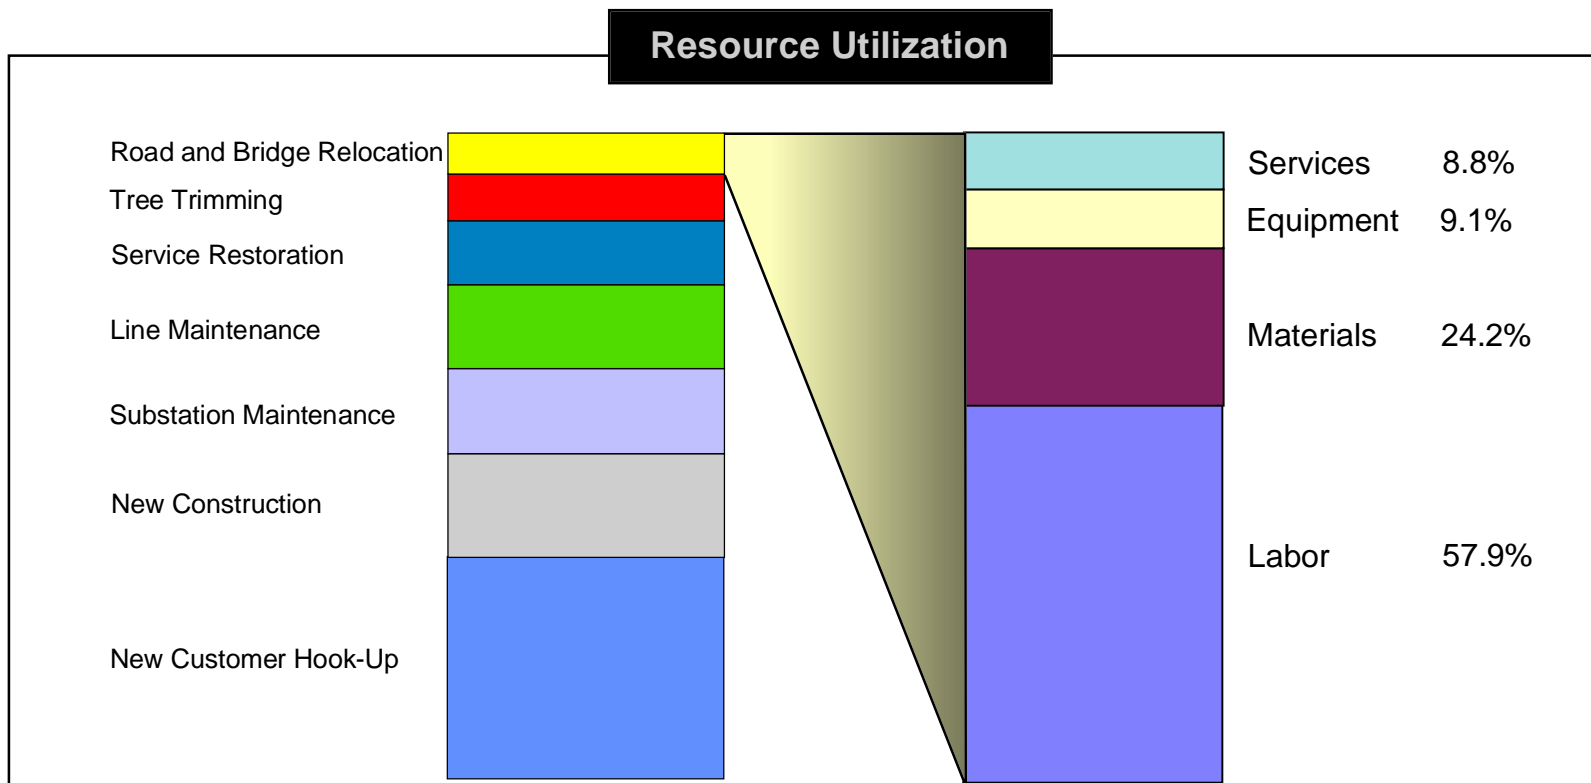 Resource Utilization
Road and Bridge Relocation
Tree Trimming
Service Restoration
Line Maintenance
Substation Maintenance
New Construction
New Customer Hook-Up
Services 8.8%
Equipment 9.1%
Materials 24.2%
Labor 57.9%